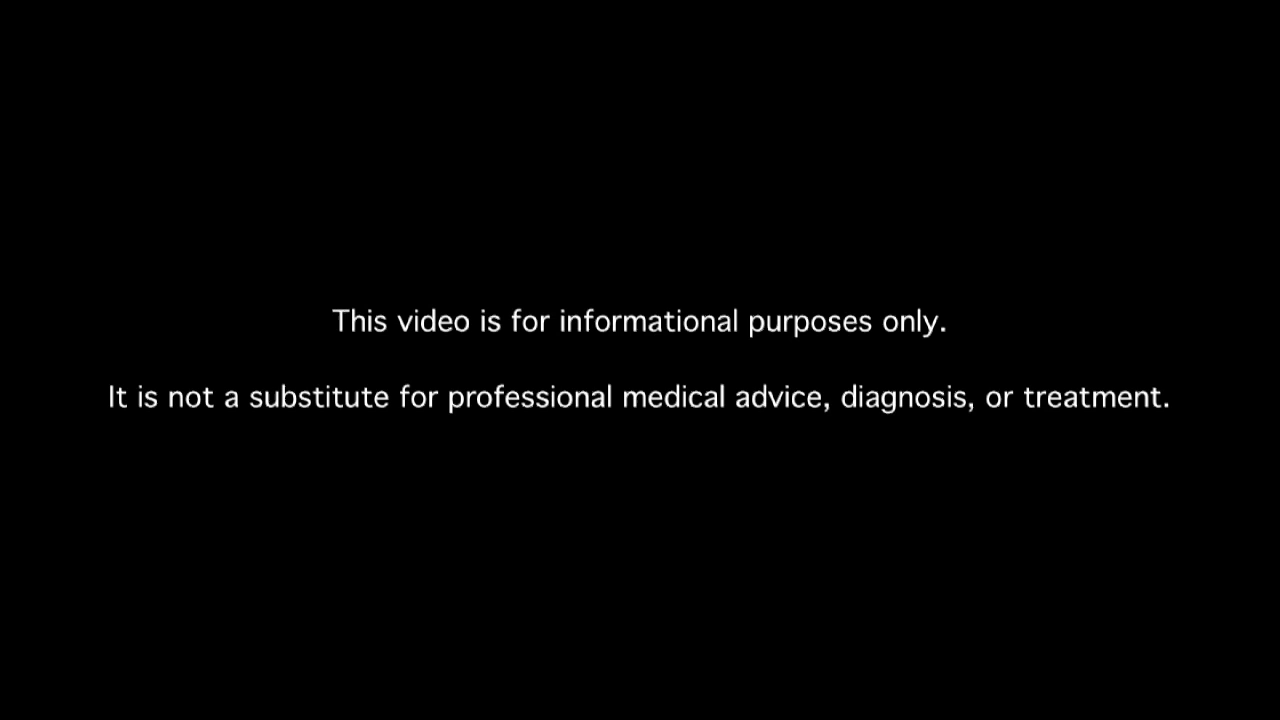 This video is for informational purposes only.
It is not a substitute for professional medical advice, diagnosis, or treatment.